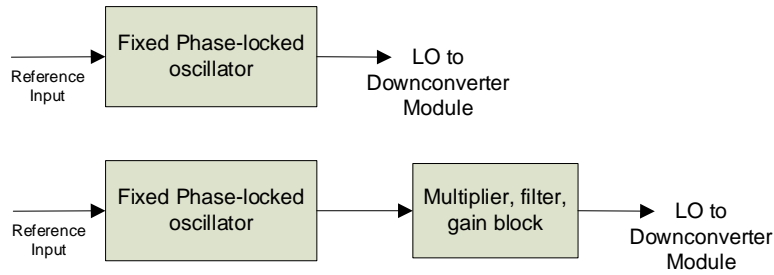 Fixed Phase-locked
oscillator
Reference
Input
LO to
Downconverter
Module
Fixed Phase-locked
oscillator
Reference
Input
Multiplier, filter,
gain block
LO to
Downconverter
Module